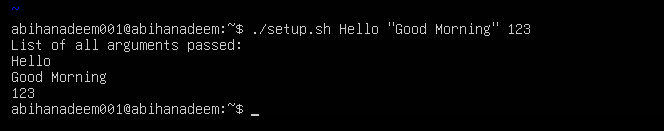 ~
abihanadeem001@abihanadeem:~$ ./setup.sh Hello "Good Morning" 123
List of all arguments passed:
Hello
Good Morning
123
abihanadeem001@abihanadeem:~$ _